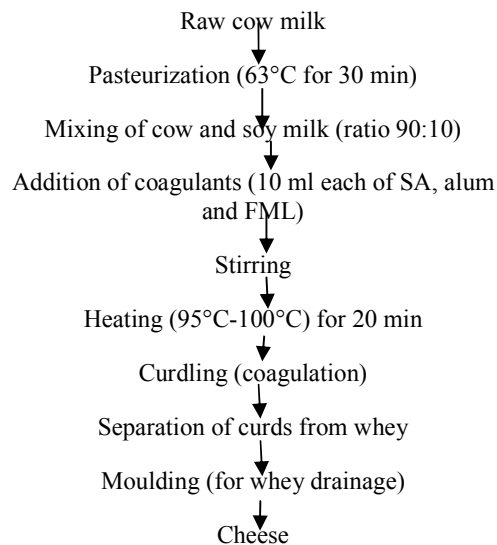 Raw cow milk
Pasteurization (63°C for 30 min)
Mixing of cow and soy milk (ratio 90:10)
Addition of coagulants (10 ml each of SA, alum
and FML)
Stirring
Heating (95°C-100°C) for 20 min
Curdling (coagulation)
Separation of curds from whey
Moulding (for whey drainage)
Cheese